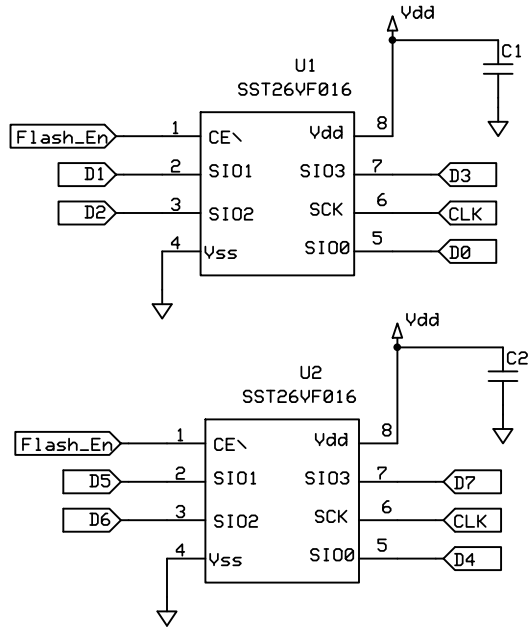 Vdd
C1
U1
SST26VF016
Flash_En 1 CE\ Vdd 8
D1 2 SIO1 SIO3 7 D3
D2 3 SIO2 SCK 6 CLK
4 Vss SIO0 5 D0
Vdd
C2
U2
SST26VF016
Flash_En 1 CE\ Vdd 8
D5 2 SIO1 SIO3 7 D7
D6 3 SIO2 SCK 6 CLK
4 Vss SIO0 5 D4